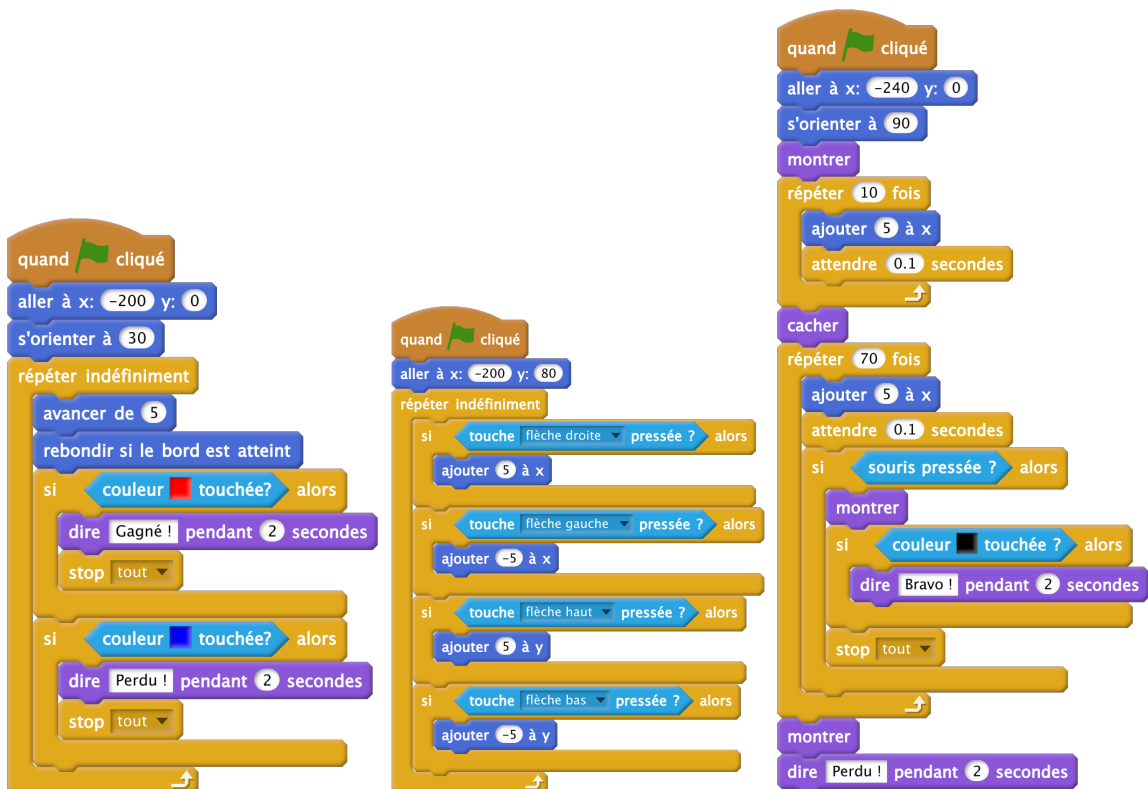 quand cliqué
aller à x: -200 y: 0
s'orienter à 30
répéter indéfiniment
avancer de 5
rebondir si le bord est atteint
si couleur touchée? alors
dire Gagné ! pendant 2 secondes
stop tout
si couleur touchée? alors
dire Perdu ! pendant 2 secondes
stop tout
quand cliqué
aller à x: -200 y: 80
répéter indéfiniment
si touche flèche droite pressée ? alors
ajouter 5 à x
si touche flèche gauche pressée ? alors
ajouter -5 à x
si touche flèche haut pressée ? alors
ajouter 5 à y
si touche flèche bas pressée ? alors
ajouter -5 à y
quand cliqué
aller à x: -240 y: 0
s'orienter à 90
montrer
répéter 10 fois
ajouter 5 à x
attendre 0.1 secondes
cacher
répéter 70 fois
ajouter 5 à x
attendre 0.1 secondes
si souris pressée ? alors
montrer
si couleur touchée ? alors
dire Bravo ! pendant 2 secondes
stop tout
montrer
dire Perdu ! pendant 2 secondes